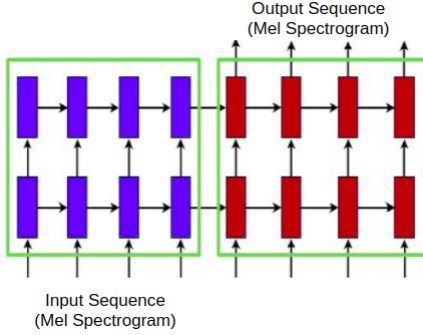 Output Sequence
(Mel Spectrogram)
Input Sequence
(Mel Spectrogram)